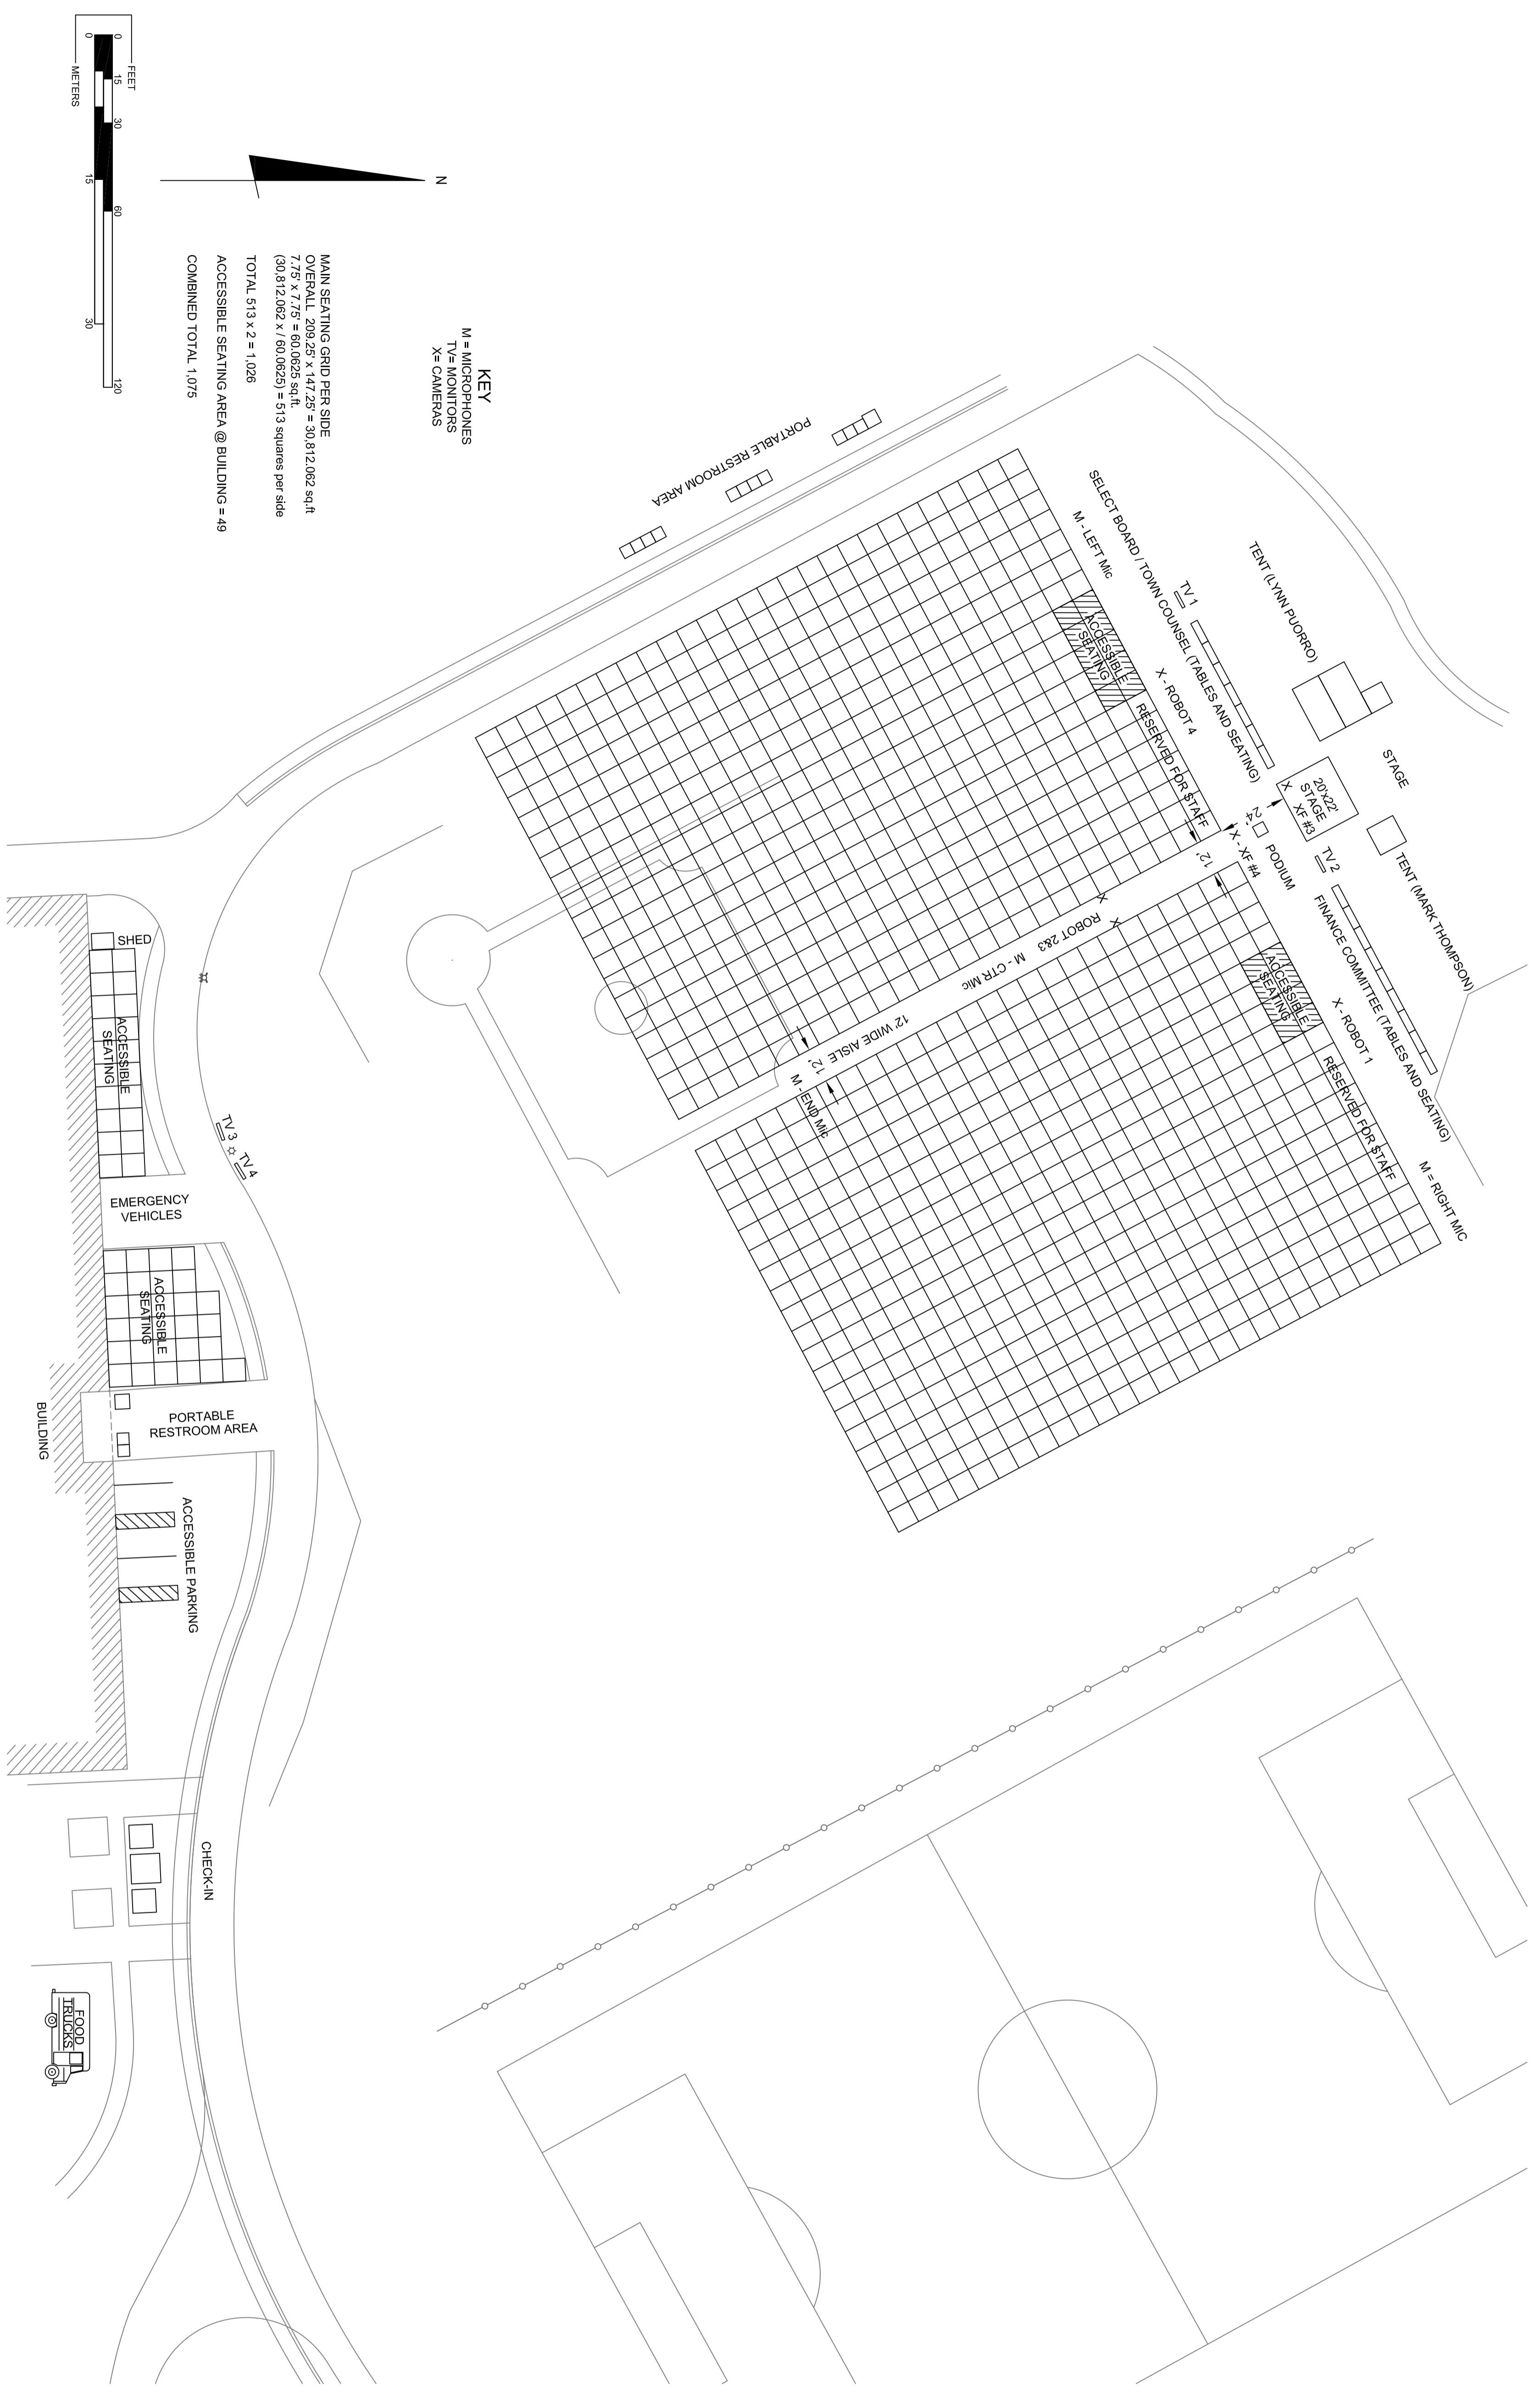 FEET
0 15 30 60 120
0 15 30
METERS
N
KEY
M = MICROPHONES
TV= MONITORS
X= CAMERAS
MAIN SEATING GRID PER SIDE
OVERALL 209.25' x 147.25' = 30,812.062 sq,ft
7.75' x 7.75' = 60.0625 sq.ft.
(30,812.062 x / 60.0625) = 513 squares per side
TOTAL 513 x 2 = 1,026
ACCESSIBLE SEATING AREA @ BUILDING = 49
COMBINED TOTAL 1,075
PORTABLE RESTROOM AREA
TENT (LYNN PUORRO)
STAGE
TENT (MARK THOMPSON)
20'x22'
STAGE
X XF #3
TV 1
SELECT BOARD / TOWN COUNSEL (TABLES AND SEATING)
M - LEFT Mic
X - ROBOT 4
ACCESSIBLE
SEATING
RESERVED FOR STAFF
24'
PODIUM
X - XF #4
TV 2
FINANCE COMMITTEE (TABLES AND SEATING)
X - ROBOT 1
ACCESSIBLE
SEATING
RESERVED FOR STAFF
M = RIGHT MIC
12'
X
X
ROBOT 2&3
M - CTR Mic
12' WIDE AISLE
12'
M - END Mic
SHED
ACCESSIBLE
SEATING
TV 3
TV 4
EMERGENCY
VEHICLES
ACCESSIBLE
SEATING
PORTABLE
RESTROOM AREA
BUILDING
ACCESSIBLE PARKING
CHECK-IN
FOOD
TRUCKS